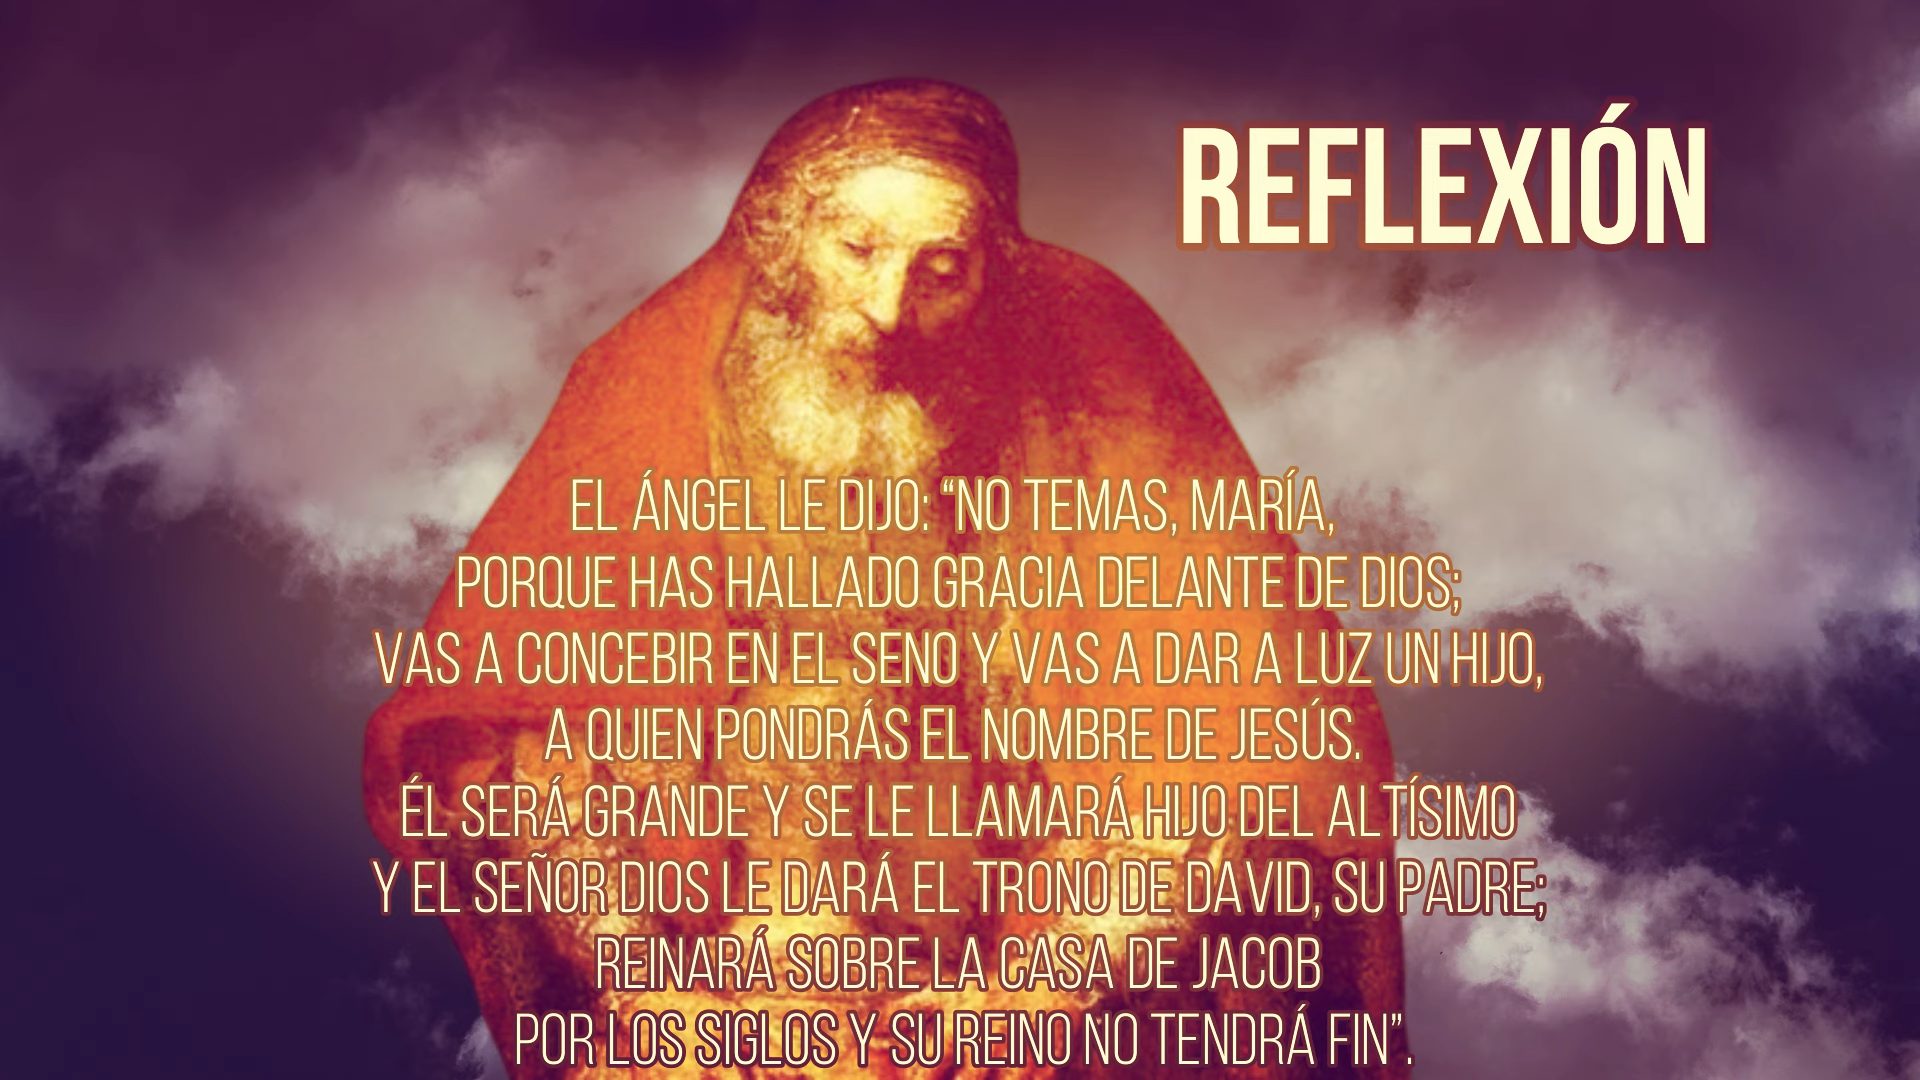 REFLEXIÓN
EL ÁNGEL LE DIJO: “NO TEMAS, MARÍA,
PORQUE HAS HALLADO GRACIA DELANTE DE DIOS;
VAS A CONCEBIR EN EL SENO Y VAS A DAR A LUZ UN HIJO,
A QUIEN PONDRÁS EL NOMBRE DE JESÚS.
ÉL SERÁ GRANDE Y SE LE LLAMARÁ HIJO DEL ALTÍSIMO
Y EL SEÑOR DIOS LE DARÁ EL TRONO DE DAVID, SU PADRE;
REINARÁ SOBRE LA CASA DE JACOB
POR LOS SIGLOS Y SU REINO NO TENDRÁ FIN”.